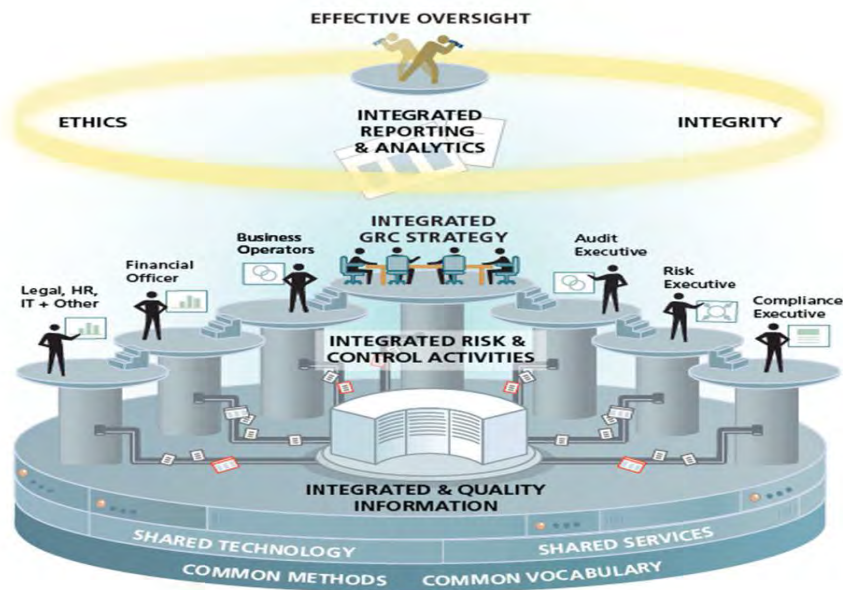 EFFECTIVE OVERSIGHT
ETHICS
INTEGRATED
REPORTING
& ANALYTICS
INTEGRITY
INTEGRATED
GRC STRATEGY
Legal, HR,
IT + Other
Financial
Officer
Business
Operators
Audit
Executive
Risk
Executive
Compliance
Executive
INTEGRATED RISK &
CONTROL ACTIVITIES
INTEGRATED & QUALITY
INFORMATION
SHARED TECHNOLOGY
SHARED SERVICES
COMMON METHODS
COMMON VOCABULARY